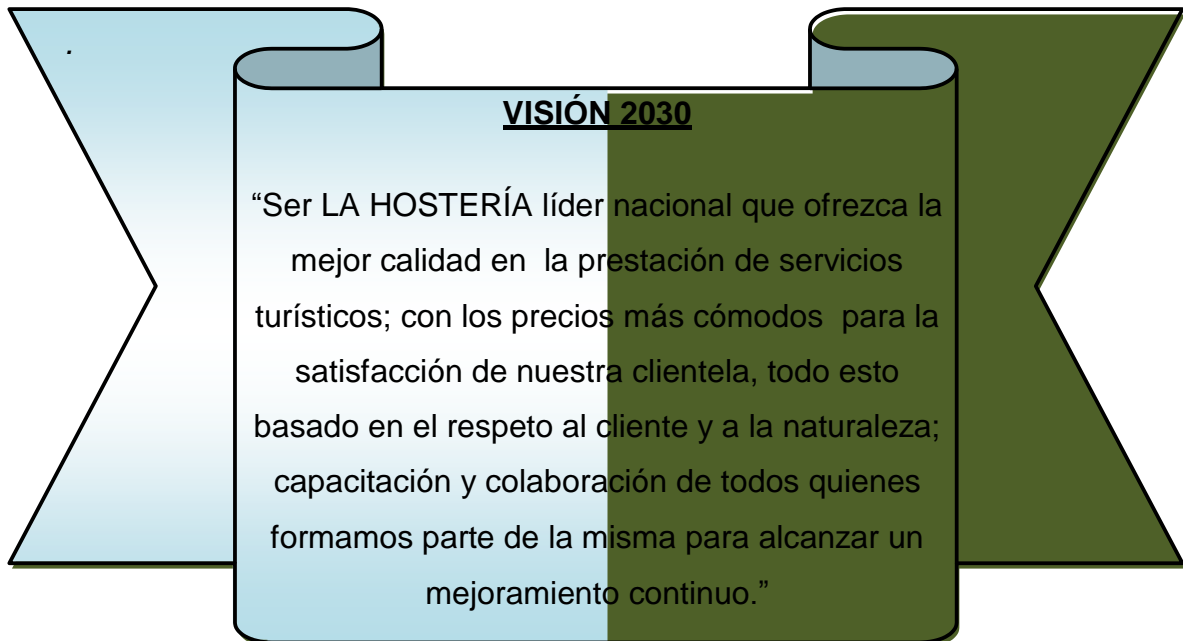 .
VISIÓN 2030
“Ser LA HOSTERÍA líder nacional que ofrezca la
mejor calidad en  la prestación de servicios
turísticos; con los precios más cómodos  para la
satisfacción de nuestra clientela, todo esto
basado en el respeto al cliente y a la naturaleza;
capacitación y colaboración de todos quienes
formamos parte de la misma para alcanzar un
mejoramiento continuo.”